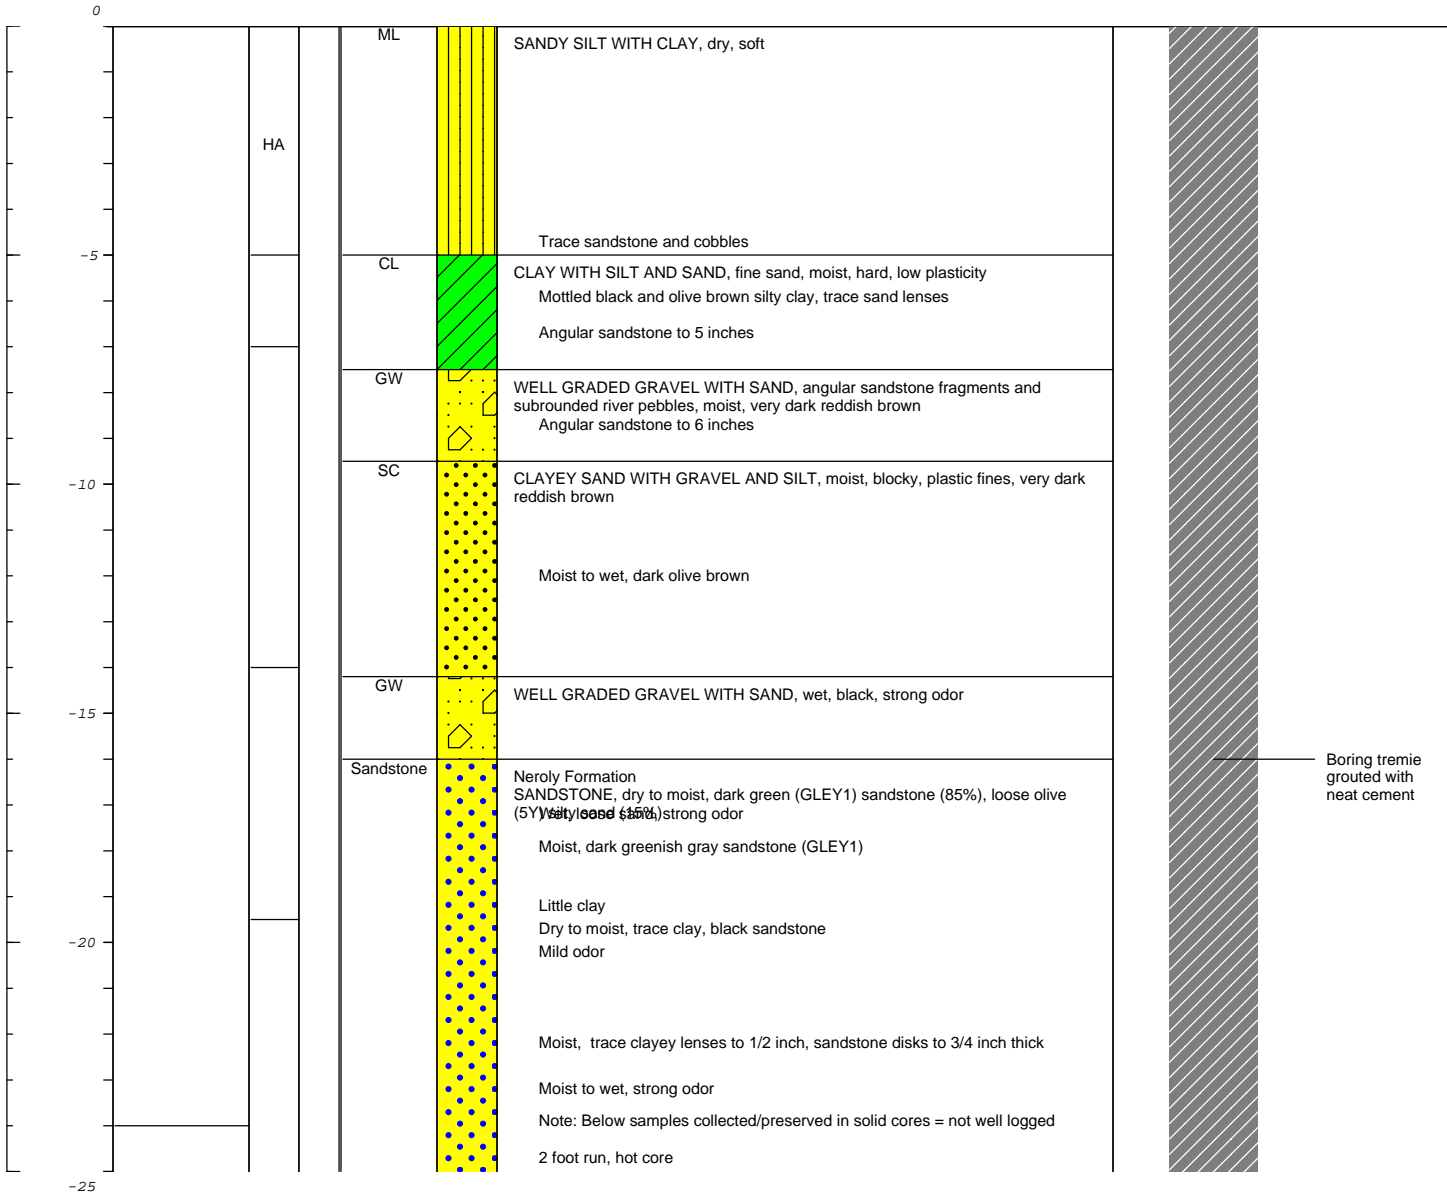 0
ML
SANDY SILT WITH CLAY, dry, soft
HA
Trace sandstone and cobbles
-5
CL
CLAY WITH SILT AND SAND, fine sand, moist, hard, low plasticity
Mottled black and olive brown silty clay, trace sand lenses
Angular sandstone to 5 inches
GW
WELL GRADED GRAVEL WITH SAND, angular sandstone fragments and
subrounded river pebbles, moist, very dark reddish brown
Angular sandstone to 6 inches
SC
CLAYEY SAND WITH GRAVEL AND SILT, moist, blocky, plastic fines, very dark
reddish brown
-10
Moist to wet, dark olive brown
GW
WELL GRADED GRAVEL WITH SAND, wet, black, strong odor
-15
Sandstone
Neroly Formation
SANDSTONE, dry to moist, dark green (GLEY1) sandstone (85%), loose olive
(5Y) silty sand (15%)
Wet, loose sand, strong odor
Boring tremie
grouted with
neat cement
Moist, dark greenish gray sandstone (GLEY1)
Little clay
Dry to moist, trace clay, black sandstone
-20
Mild odor
Moist, trace clayey lenses to 1/2 inch, sandstone disks to 3/4 inch thick
Moist to wet, strong odor
Note: Below samples collected/preserved in solid cores = not well logged
2 foot run, hot core
-25